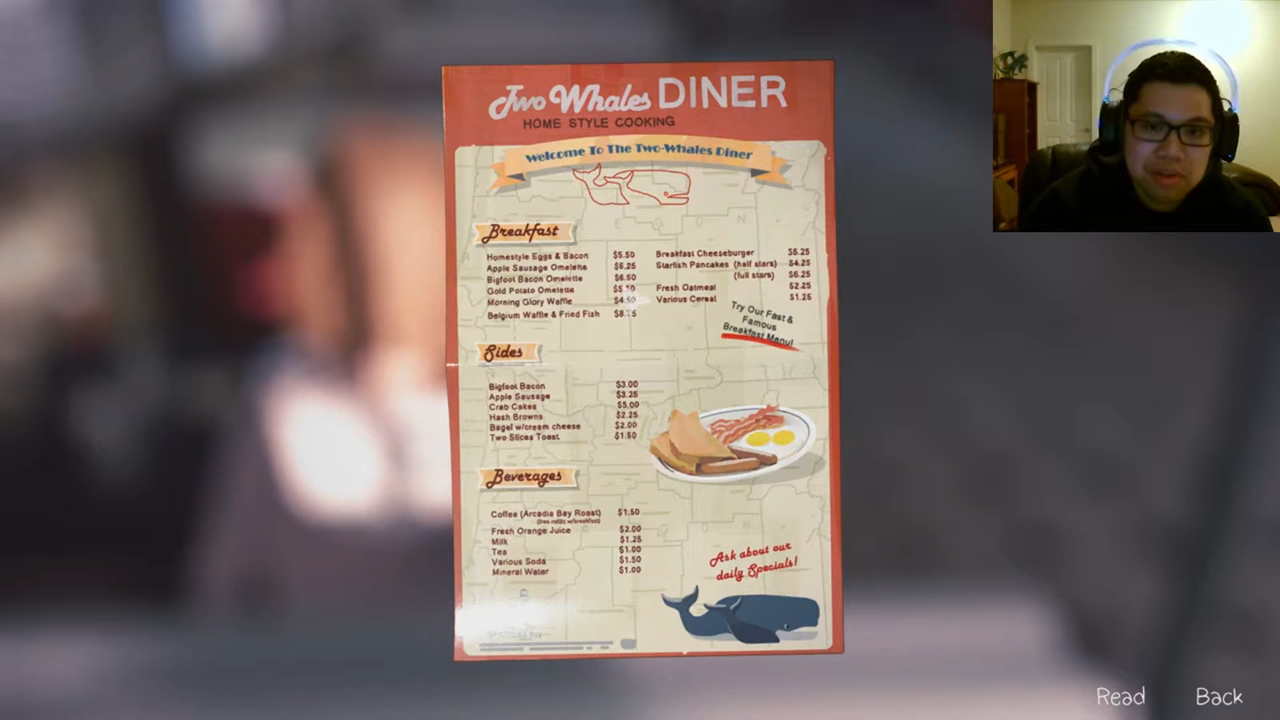 Two Whales DINER
HOME STYLE COOKING
Welcome To The Two-Whales Diner
Breakfast
Homestyle Eggs & Bacon $5.50
Apple Sausage Omelette $6.25
Bigfoot Bacon Omelette $6.50
Gold Potato Omelette
Morning Glory Waffle $4.50
Belgium Waffle & Fried Fish
Breakfast Cheeseburger $6.25
Starfish Pancakes (half stars) $4.25
(full stars) $6.25
Fresh Oatmeal $2.25
Various Cereal $1.25
Try Our Fast &
Famous
Breakfast Menu!
Sides
Bigfoot Bacon $3.00
Apple Sausage $3.25
Crab Cakes $5.00
Hash Browns $2.25
Bagel w/cream cheese $2.00
Two Slices Toast $1.50
Beverages
Coffee (Arcadia Bay Roast) $1.50
(free refills w/breakfast)
Fresh Orange Juice $2.00
Milk $1.25
Tea $1.00
Various Soda $1.50
Mineral Water $1.00
Ask about our
daily Specials!
Read Back